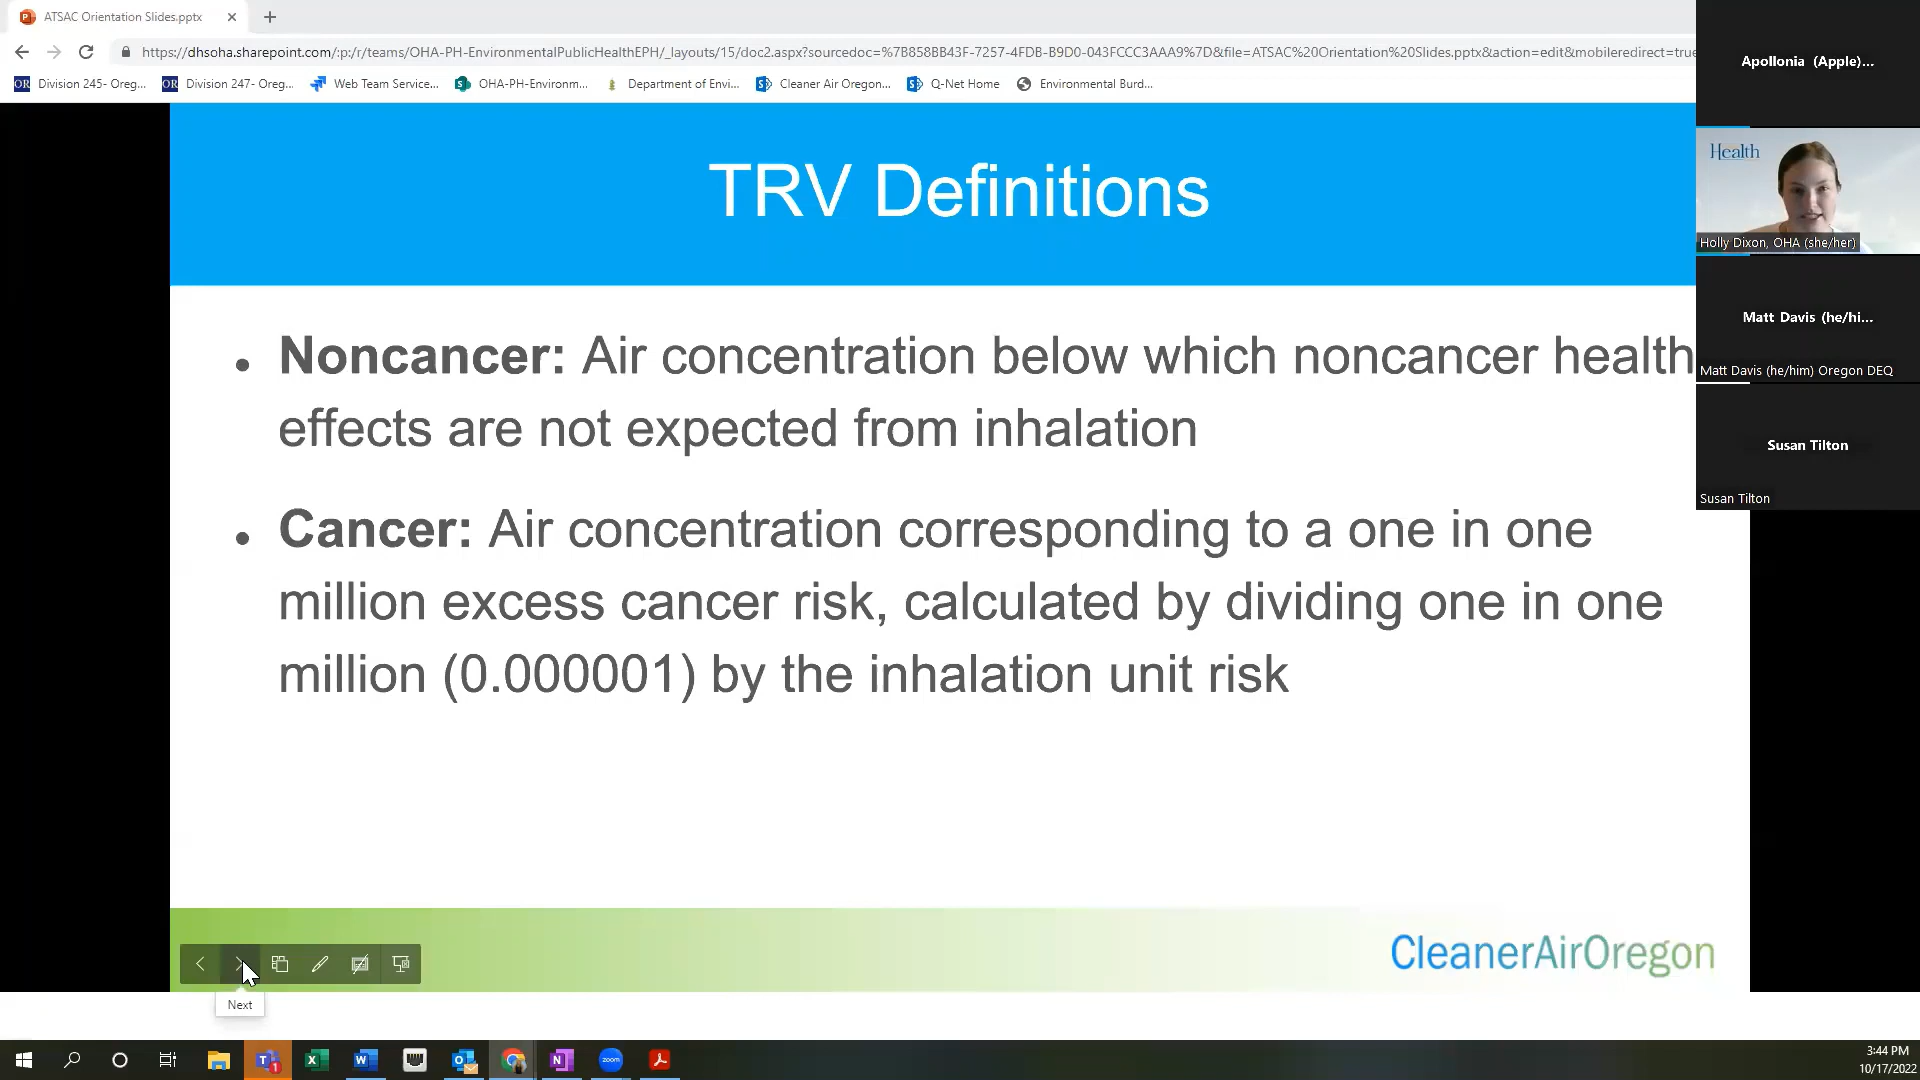 ATSAC Orientation Slides.pptx
https://dhsoha.sharepoint.com/:p:/r/teams/OHA-PH-EnvironmentalPublicHealthEPH/_layouts/15/doc2.aspx?sourcedoc=%7B858BB43F-7257-4FDB-B9D0-043FCCC3AAA9%7D&file=ATSAC%20Orientation%20Slides.pptx&action=edit&mobileredirect=true
OR Division 245- Oreg... OR Division 247- Oreg... Web Team Service... OHA-PH-Environm... Department of Envi... Cleaner Air Oregon... Q-Net Home Environmental Burd...
Apollonia (Apple)...
Health
Holly Dixon, OHA (she/her)
Matt Davis (he/hi...
Matt Davis (he/him) Oregon DEQ
Susan Tilton
Susan Tilton
TRV Definitions
• Noncancer: Air concentration below which noncancer health
effects are not expected from inhalation
• Cancer: Air concentration corresponding to a one in one
million excess cancer risk, calculated by dividing one in one
million (0.000001) by the inhalation unit risk
CleanerAirOregon
Next
zoom
3:44 PM
10/17/2022